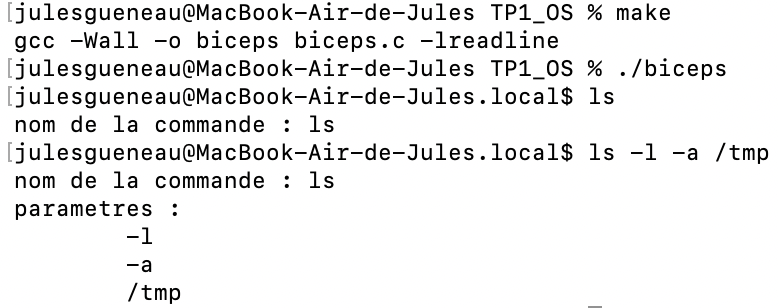 [julesgueneau@MacBook-Air-de-Jules TP1_OS % make
gcc -Wall -o biceps biceps.c -lreadline
[julesgueneau@MacBook-Air-de-Jules TP1_OS % ./biceps
[julesgueneau@MacBook-Air-de-Jules.local$ ls
nom de la commande : ls
[julesgueneau@MacBook-Air-de-Jules.local$ ls -l -a /tmp
nom de la commande : ls
parametres :
-l
-a
/tmp